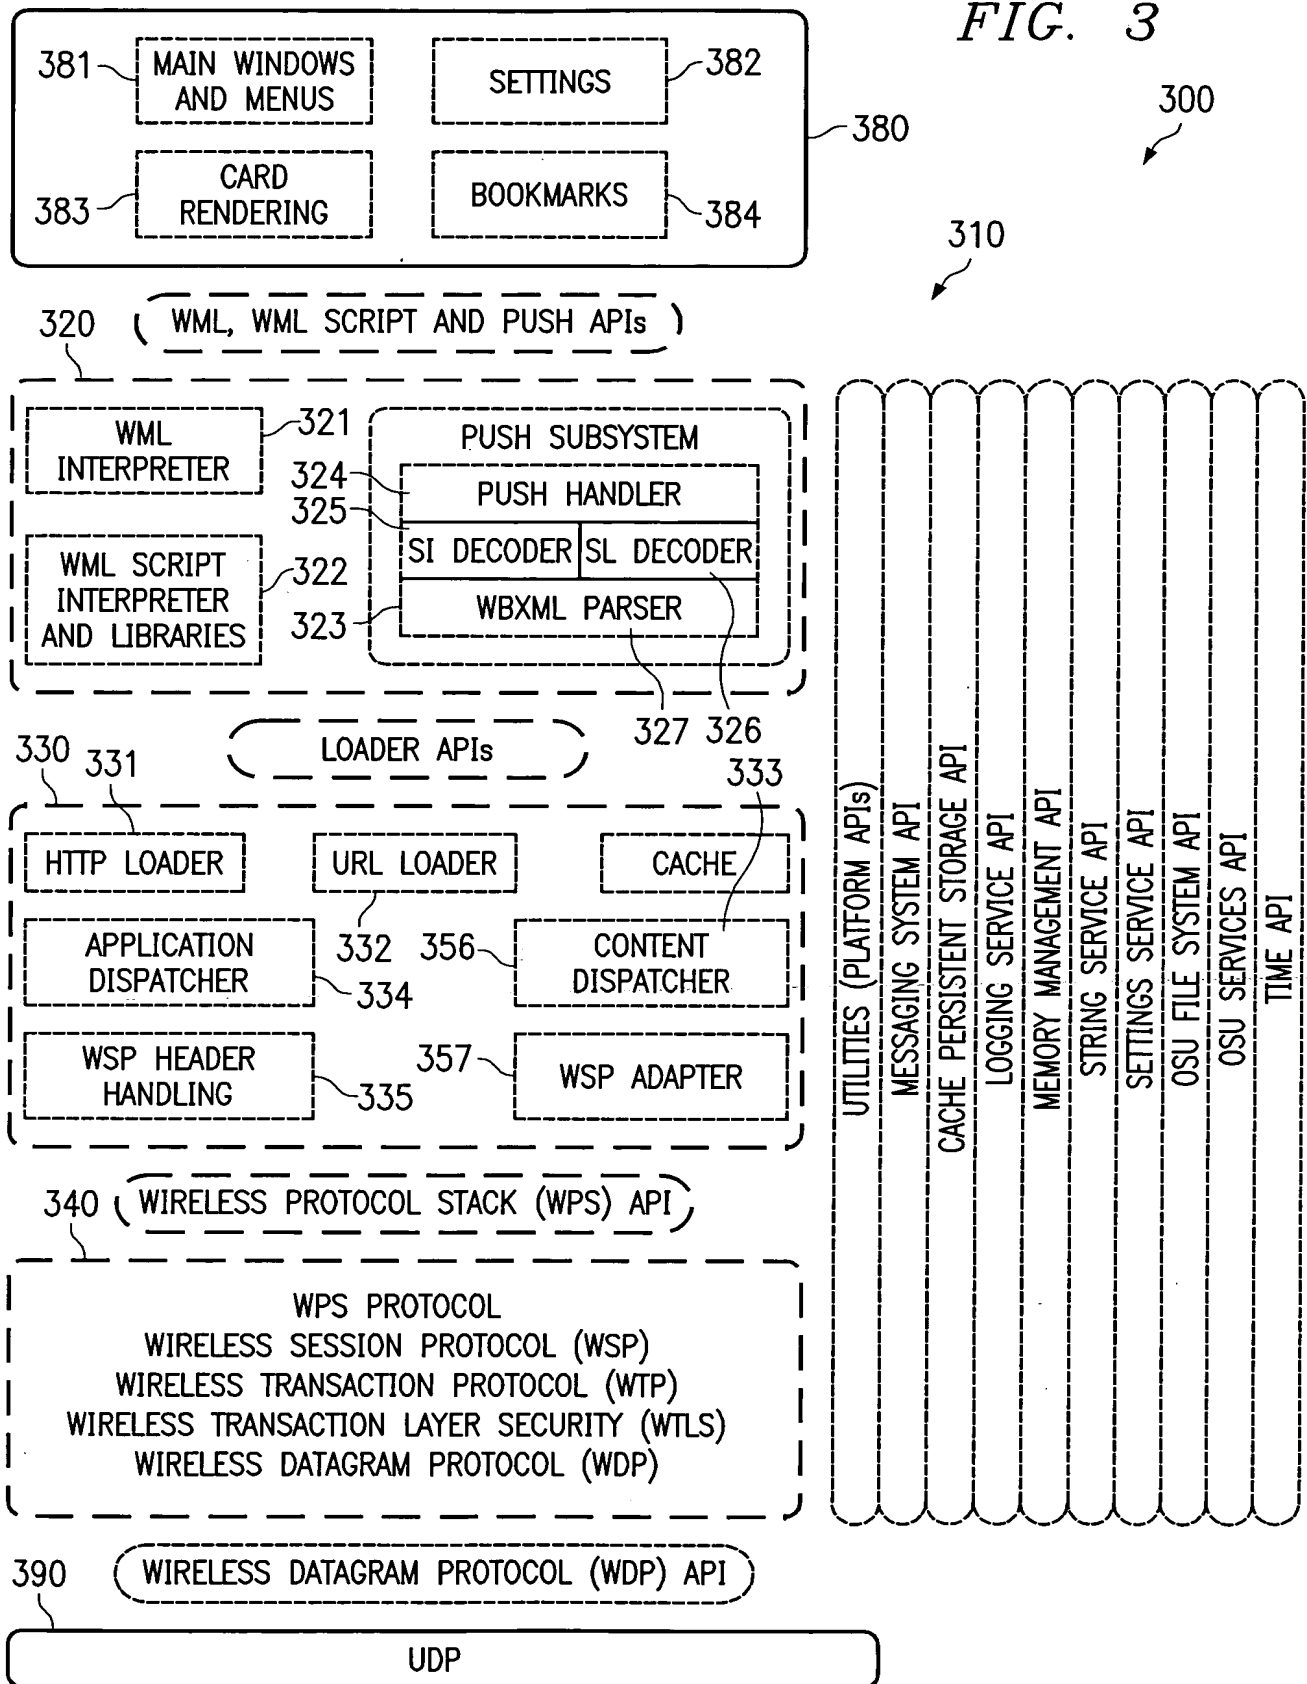 FIG. 3
300
310
381
MAIN WINDOWS
AND MENUS
SETTINGS
382
380
383
CARD
RENDERING
BOOKMARKS
384
WML, WML SCRIPT AND PUSH APIs
320
WML
INTERPRETER
321
WML SCRIPT
INTERPRETER
AND LIBRARIES
322
PUSH SUBSYSTEM
324
PUSH HANDLER
325
SI DECODER
SL DECODER
323
WBXML PARSER
327
326
LOADER APIs
330
331
333
HTTP LOADER
URL LOADER
CACHE
332
APPLICATION
DISPATCHER
334
356
CONTENT
DISPATCHER
WSP HEADER
HANDLING
335
357
WSP ADAPTER
WIRELESS PROTOCOL STACK (WPS) API
340
WPS PROTOCOL
WIRELESS SESSION PROTOCOL (WSP)
WIRELESS TRANSACTION PROTOCOL (WTP)
WIRELESS TRANSACTION LAYER SECURITY (WTLS)
WIRELESS DATAGRAM PROTOCOL (WDP)
WIRELESS DATAGRAM PROTOCOL (WDP) API
390
UDP
UTILITIES (PLATFORM APIs)
MESSAGING SYSTEM API
CACHE PERSISTENT STORAGE API
LOGGING SERVICE API
MEMORY MANAGEMENT API
STRING SERVICE API
SETTINGS SERVICE API
OSU FILE SYSTEM API
OSU SERVICES API
TIME API